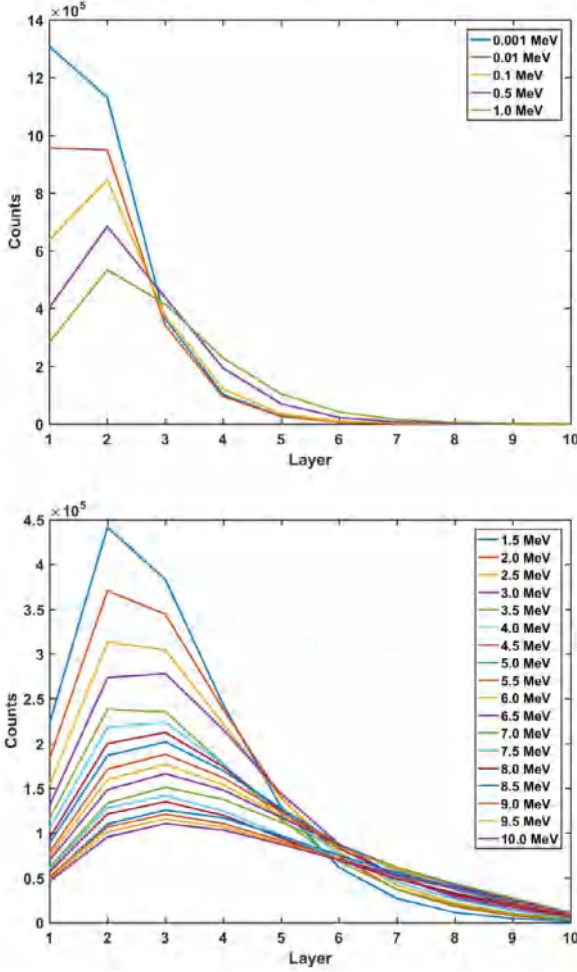 ×10⁵
14
12
10
8
6
4
2
0
Counts
0.001 MeV
0.01 MeV
0.1 MeV
0.5 MeV
1.0 MeV
1 2 3 4 5 6 7 8 9 10
Layer
×10⁵
4.5
4
3.5
3
2.5
2
1.5
1
0.5
0
Counts
1.5 MeV
2.0 MeV
2.5 MeV
3.0 MeV
3.5 MeV
4.0 MeV
4.5 MeV
5.0 MeV
5.5 MeV
6.0 MeV
6.5 MeV
7.0 MeV
7.5 MeV
8.0 MeV
8.5 MeV
9.0 MeV
9.5 MeV
10.0 MeV
1 2 3 4 5 6 7 8 9 10
Layer